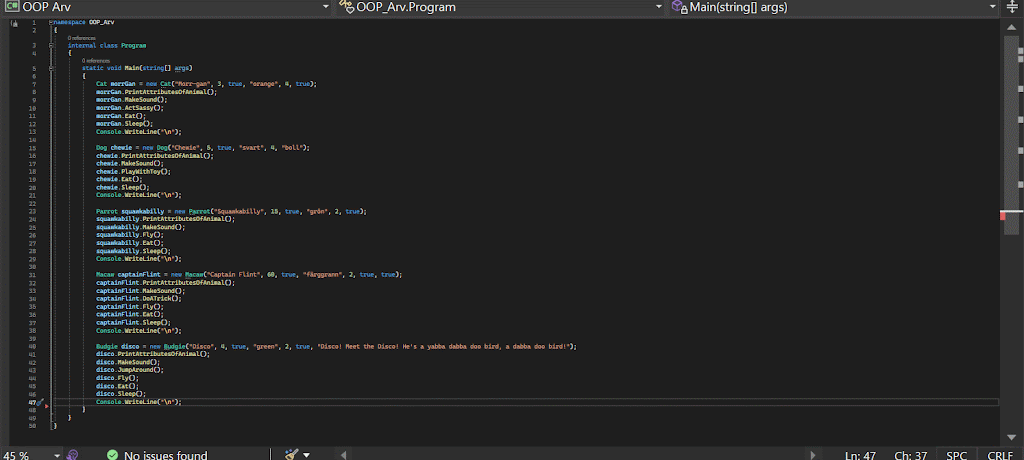 OOP Arv OOP_Arv.Program Main(string[] args)
1 namespace OOP_Arv
2 {
0 references
3 internal class Program
4 {
0 references
5 static void Main(string[] args)
6 {
7 Cat morrGan = new Cat("Morr-gan", 3, true, "orange", 4, true);
8 morrGan.PrintAttributesOfAnimal();
9 morrGan.MakeSound();
10 morrGan.ActSassy();
11 morrGan.Eat();
12 morrGan.Sleep();
13 Console.WriteLine("\n");
14
15 Dog chewie = new Dog("Chewie", 5, true, "svart", 4, "boll");
16 chewie.PrintAttributesOfAnimal();
17 chewie.MakeSound();
18 chewie.PlayWithToy();
19 chewie.Eat();
20 chewie.Sleep();
21 Console.WriteLine("\n");
22
23 Parrot squawkabilly = new Parrot("Squawkabilly", 18, true, "grön", 2, true);
24 squawkabilly.PrintAttributesOfAnimal();
25 squawkabilly.MakeSound();
26 squawkabilly.Fly();
27 squawkabilly.Eat();
28 squawkabilly.Sleep();
29 Console.WriteLine("\n");
30
31 Macaw captainFlint = new Macaw("Captain Flint", 60, true, "färggrann", 2, true, true);
32 captainFlint.PrintAttributesOfAnimal();
33 captainFlint.MakeSound();
34 captainFlint.DoATrick();
35 captainFlint.Fly();
36 captainFlint.Eat();
37 captainFlint.Sleep();
38 Console.WriteLine("\n");
39
40 Budgie disco = new Budgie("Disco", 4, true, "green", 2, true, "Disco! Meet the Disco! He's a yabba dabba doo bird, a dabba doo bird!");
41 disco.PrintAttributesOfAnimal();
42 disco.MakeSound();
43 disco.JumpAround();
44 disco.Fly();
45 disco.Eat();
46 disco.Sleep();
47 Console.WriteLine("\n");
48 }
49 }
50 }
45 % No issues found Ln: 47 Ch: 37 SPC CRLF